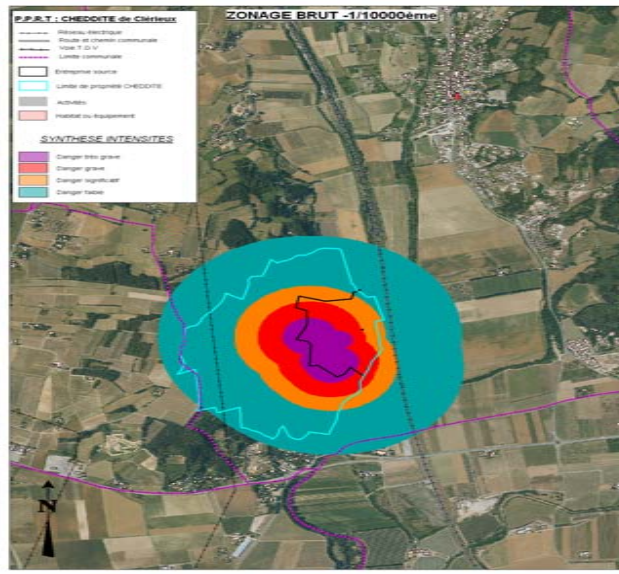 ZONAGE BRUT -1/10000ème
P.P.R.T : CHEDDITE de Clérieux
Réseau électrique
Route et chemin communale
Voie T.G.V
Limite communale
Entreprise source
Limite de propriété CHEDDITE
Activités
Habitat ou équipement
SYNTHESE INTENSITES
Danger très grave
Danger grave
Danger significatif
Danger faible
N